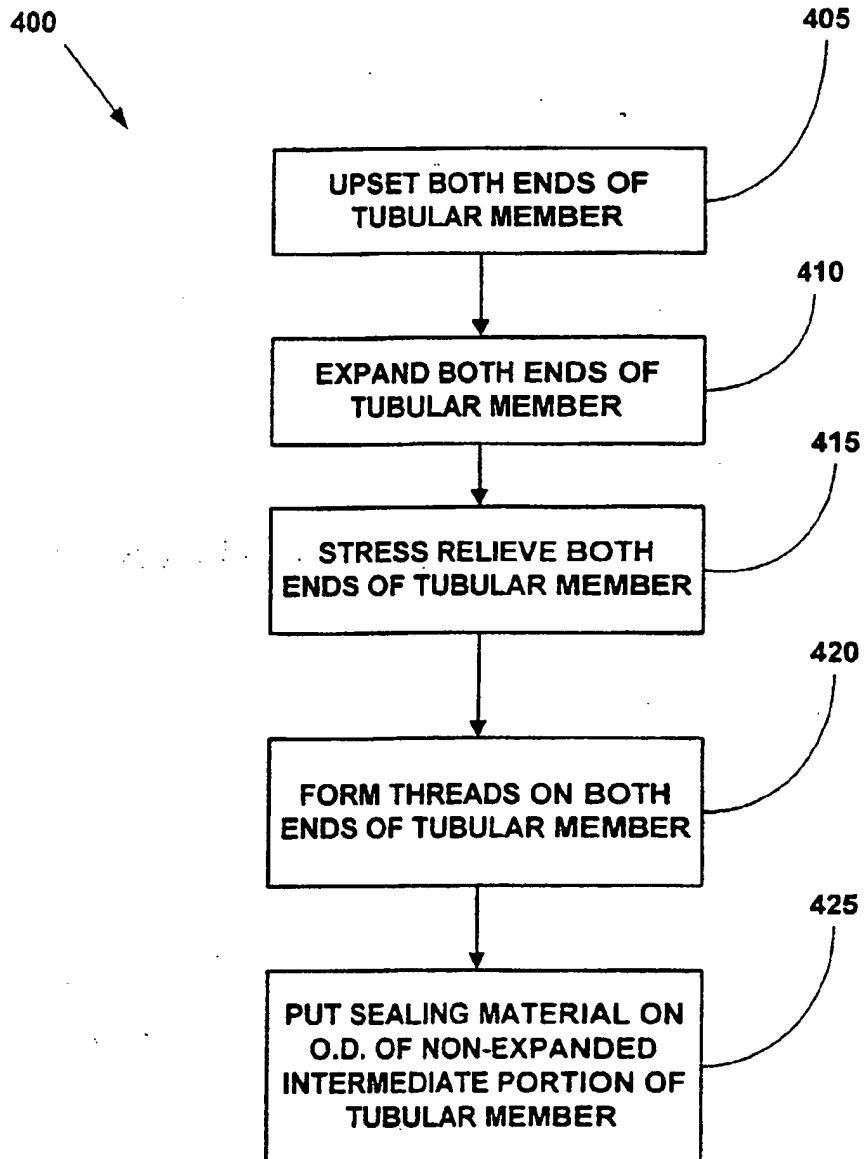 400
405
UPSET BOTH ENDS OF
TUBULAR MEMBER
410
EXPAND BOTH ENDS OF
TUBULAR MEMBER
415
STRESS RELIEVE BOTH
ENDS OF TUBULAR MEMBER
420
FORM THREADS ON BOTH
ENDS OF TUBULAR MEMBER
425
PUT SEALING MATERIAL ON
O.D. OF NON-EXPANDED
INTERMEDIATE PORTION OF
TUBULAR MEMBER